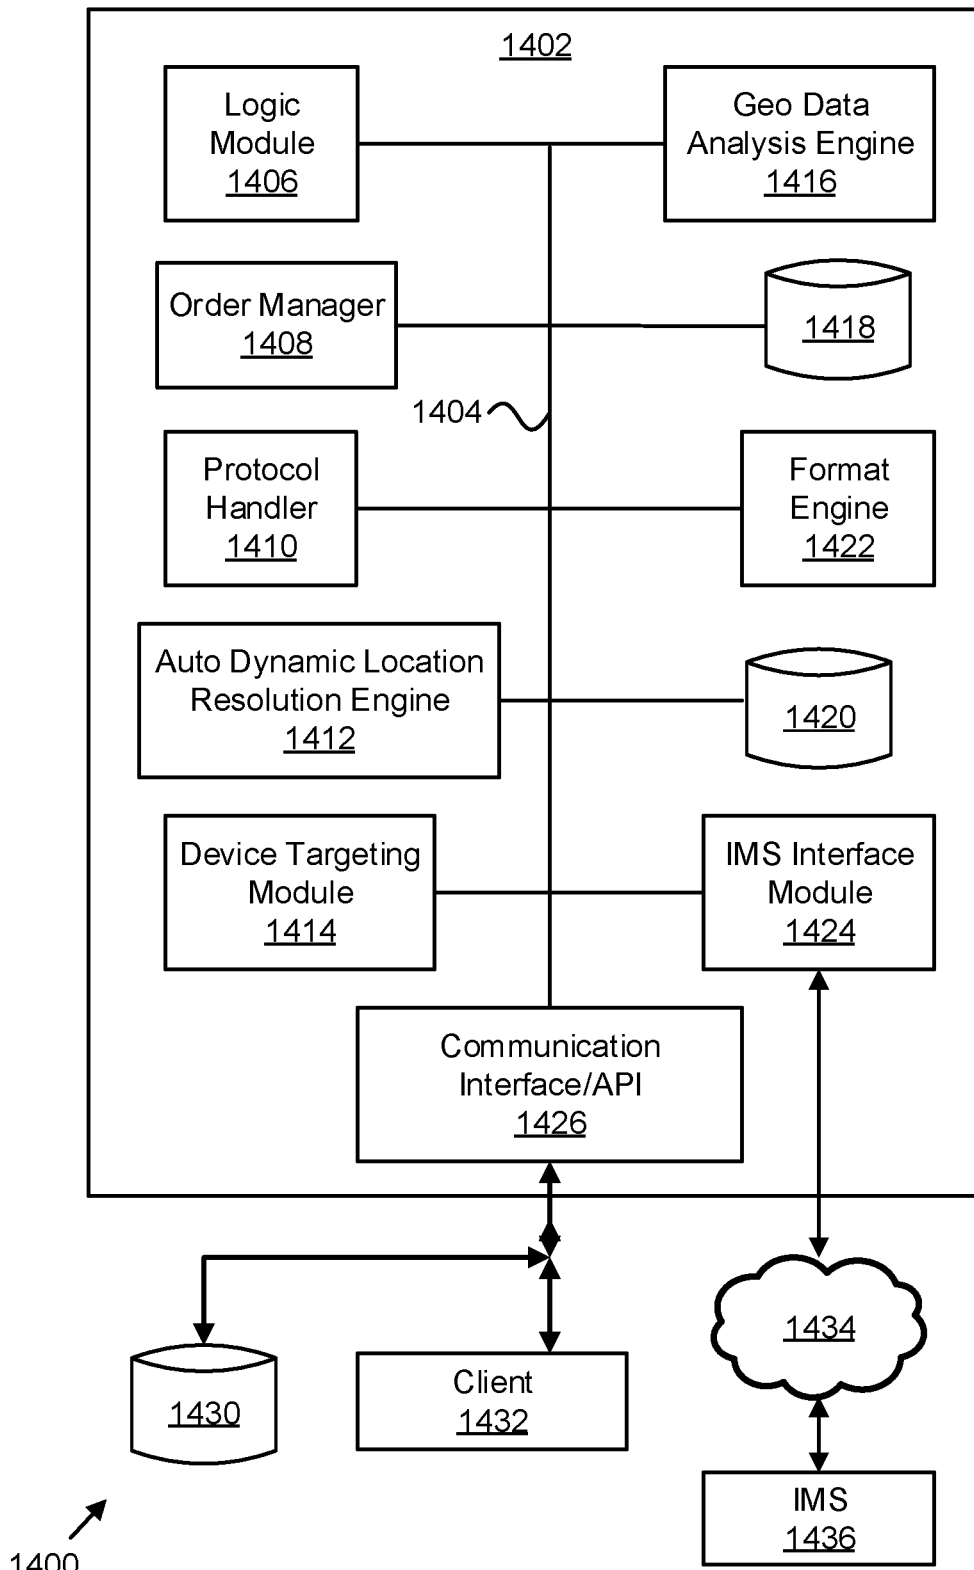 1402
Logic
Module
1406
Geo Data
Analysis Engine
1416
Order Manager
1408
1418
1404
Protocol
Handler
1410
Format
Engine
1422
Auto Dynamic Location
Resolution Engine
1412
1420
Device Targeting
Module
1414
IMS Interface
Module
1424
Communication
Interface/API
1426
1434
1430
Client
1432
IMS
1436
1400